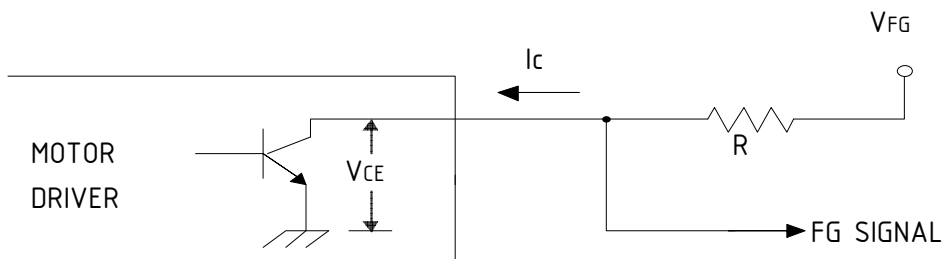 VFG
Ic
R
MOTOR
DRIVER
VCE
FG SIGNAL